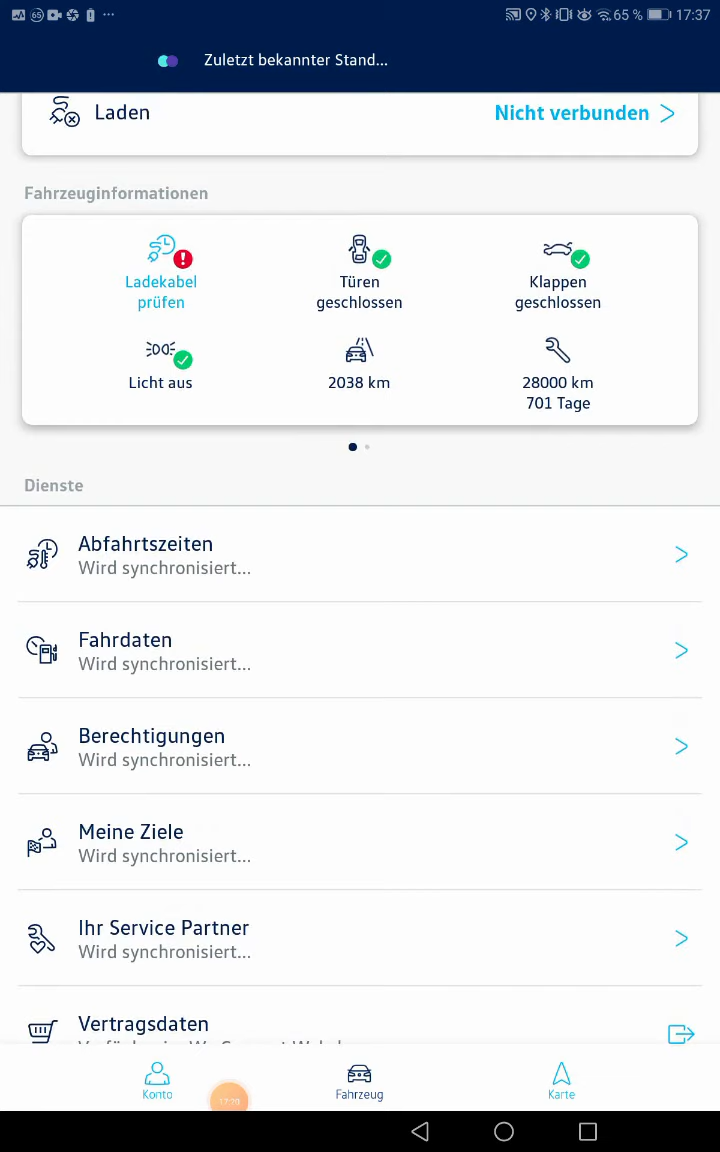 65
65 %
17:37
Zuletzt bekannter Stand...
Laden
Nicht verbunden
Fahrzeuginformationen
Ladekabel
prüfen
Türen
geschlossen
Klappen
geschlossen
Licht aus
2038 km
28000 km
701 Tage
Dienste
Abfahrtszeiten
Wird synchronisiert...
Fahrdaten
Wird synchronisiert...
Berechtigungen
Wird synchronisiert...
Meine Ziele
Wird synchronisiert...
Ihr Service Partner
Wird synchronisiert...
Vertragsdaten
Konto
Fahrzeug
Karte